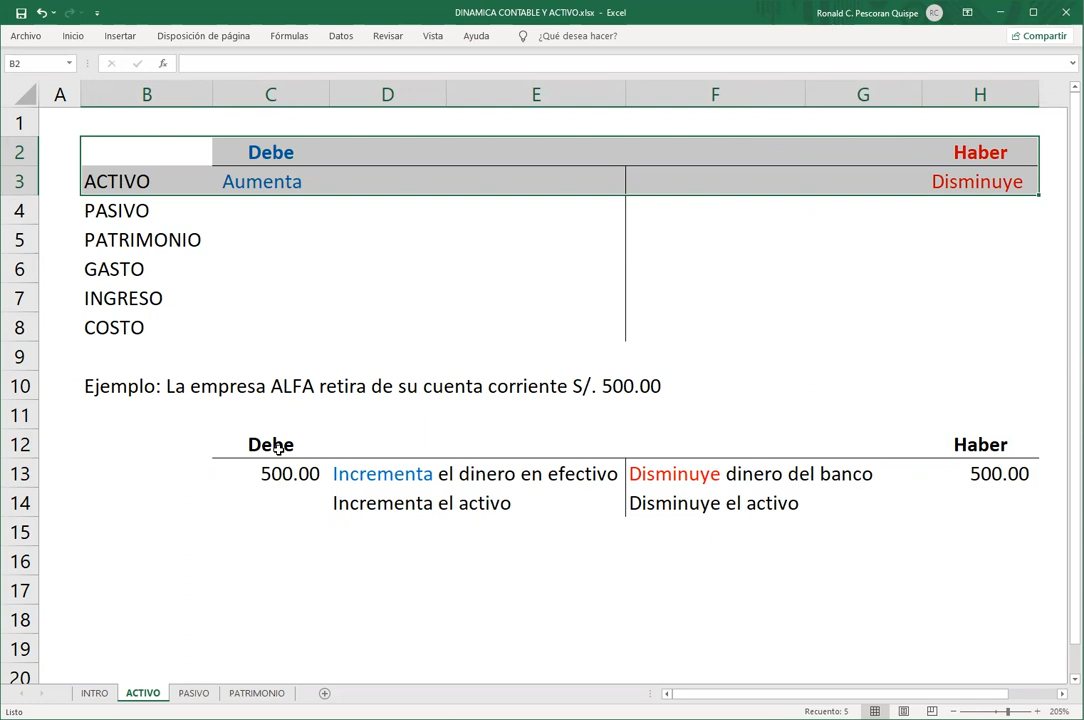 DINAMICA CONTABLE Y ACTIVO.xlsx - Excel
Ronald C. Pescoran Quispe RC
Archivo Inicio Insertar Disposición de página Fórmulas Datos Revisar Vista Ayuda ¿Qué desea hacer? Compartir
B2 fx
A B C D E F G H
1
2 Debe Haber
3 ACTIVO Aumenta Disminuye
4 PASIVO
5 PATRIMONIO
6 GASTO
7 INGRESO
8 COSTO
9
10 Ejemplo: La empresa ALFA retira de su cuenta corriente S/. 500.00
11
12 Debe Haber
13 500.00 Incrementa el dinero en efectivo Disminuye dinero del banco 500.00
14 Incrementa el activo Disminuye el activo
15
16
17
18
19
20
INTRO ACTIVO PASIVO PATRIMONIO
Listo Recuento: 5 205%